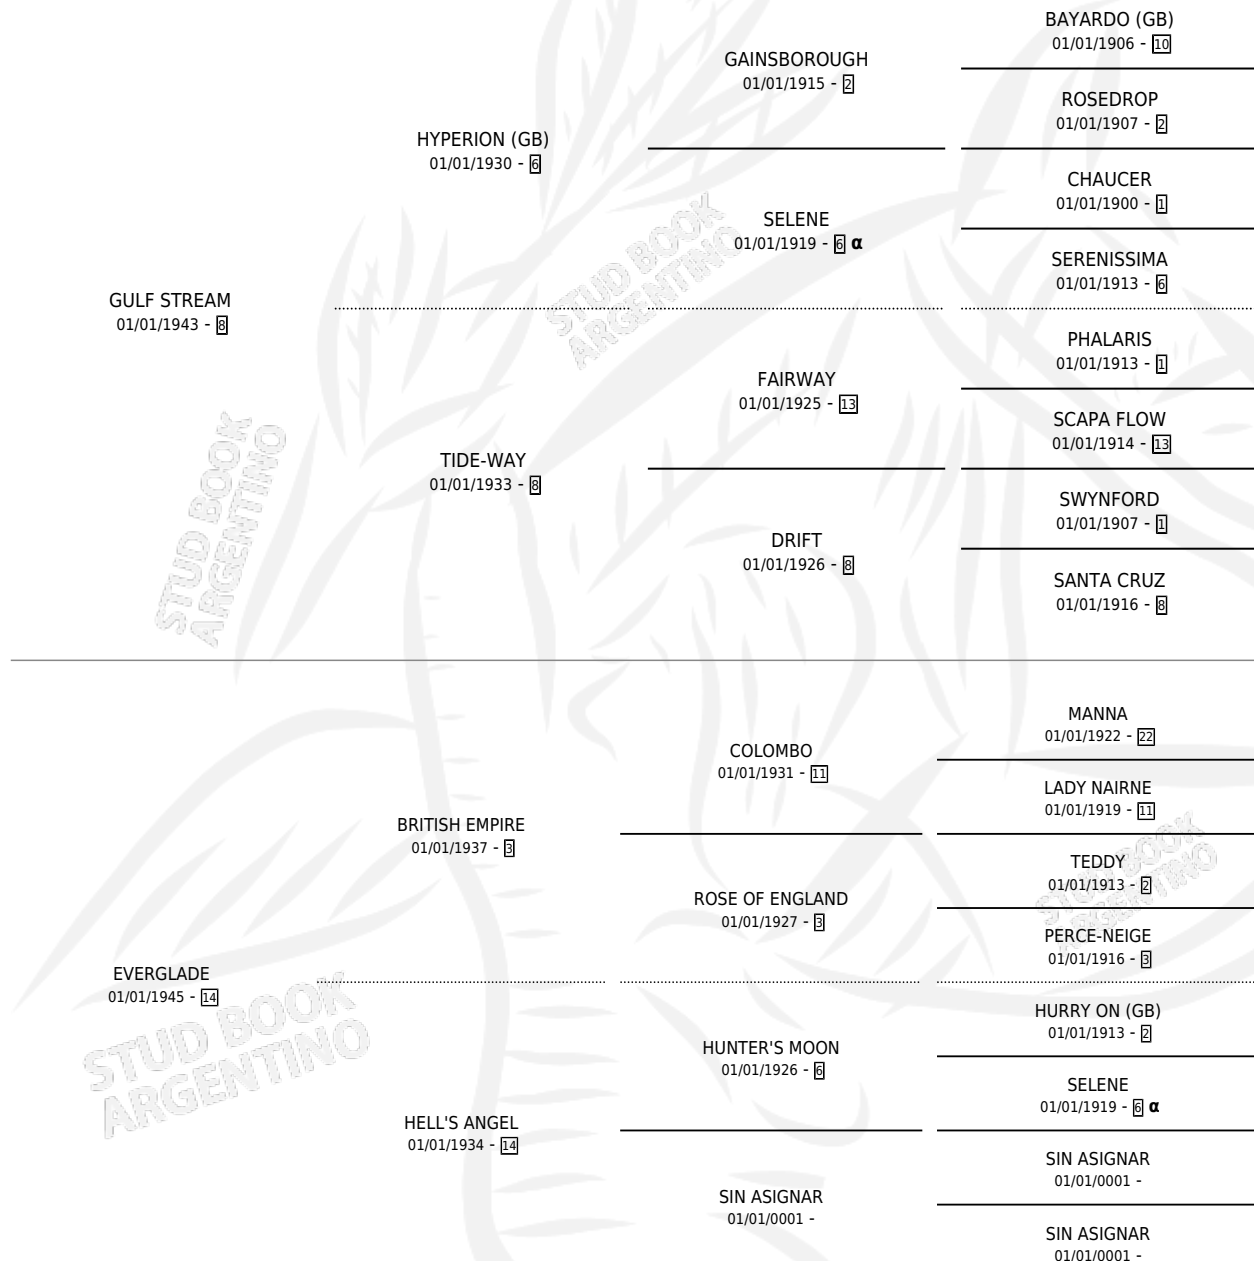 BAYARDO (GB)
01/01/1906 - 10
GAINSBOROUGH
01/01/1915 - 2
ROSEDROP
01/01/1907 - 2
HYPERION (GB)
01/01/1930 - 6
CHAUCER
01/01/1900 - 1
SELENE
01/01/1919 - 6 α
SERENISSIMA
01/01/1913 - 6
GULF STREAM
01/01/1943 - 8
PHALARIS
01/01/1913 - 1
FAIRWAY
01/01/1925 - 13
SCAPA FLOW
01/01/1914 - 13
TIDE-WAY
01/01/1933 - 8
SWYNFORD
01/01/1907 - 1
DRIFT
01/01/1926 - 8
SANTA CRUZ
01/01/1916 - 8
MANNA
01/01/1922 - 22
COLOMBO
01/01/1931 - 11
LADY NAIRNE
01/01/1919 - 11
BRITISH EMPIRE
01/01/1937 - 3
TEDDY
01/01/1913 - 2
ROSE OF ENGLAND
01/01/1927 - 3
PERCE-NEIGE
01/01/1916 - 3
EVERGLADE
01/01/1945 - 14
HURRY ON (GB)
01/01/1913 - 2
HUNTER'S MOON
01/01/1926 - 6
SELENE
01/01/1919 - 6 α
HELL'S ANGEL
01/01/1934 - 14
SIN ASIGNAR
01/01/0001 -
SIN ASIGNAR
01/01/0001 -
SIN ASIGNAR
01/01/0001 -
STUD BOOK
ARGENTINO
STUD BOOK
ARGENTINO
STUD BOOK
ARGENTINO
STUD BOOK
ARGENTINO